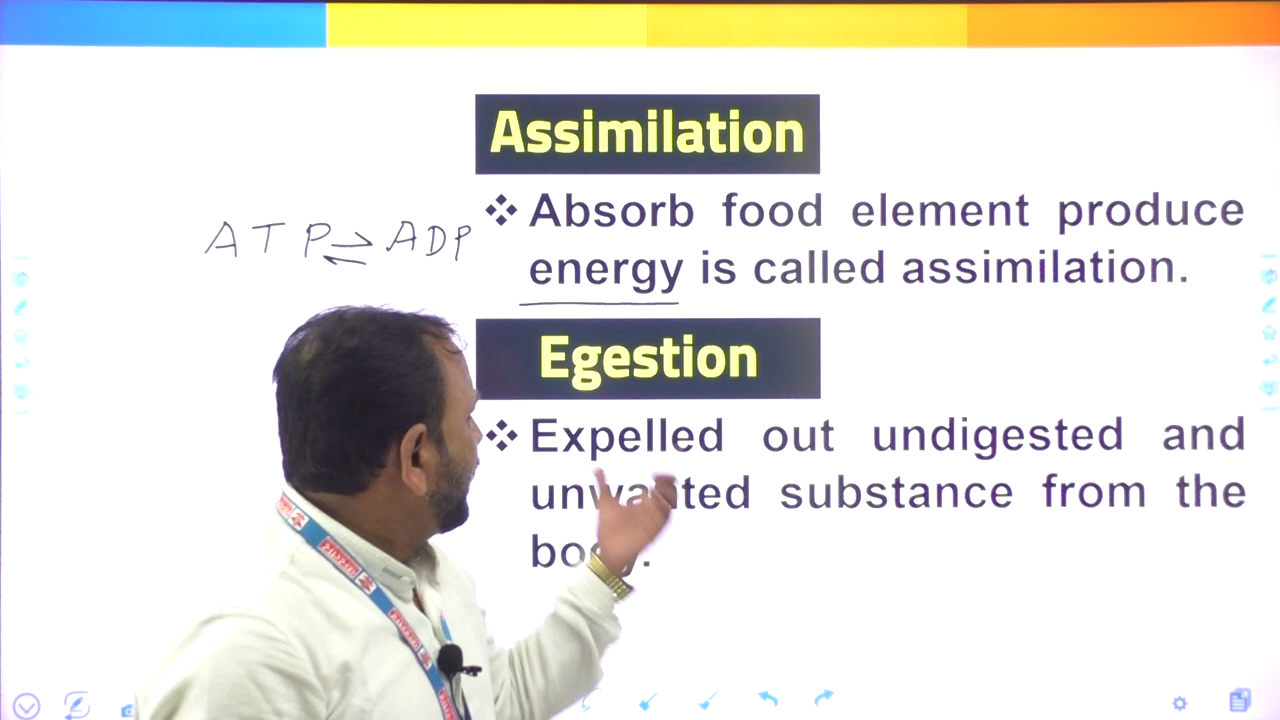 Assimilation
❖ Absorb food element produce
energy is called assimilation.
ATP ⇌ ADP
Egestion
❖ Expelled out undigested and
unwanted substance from the
body.